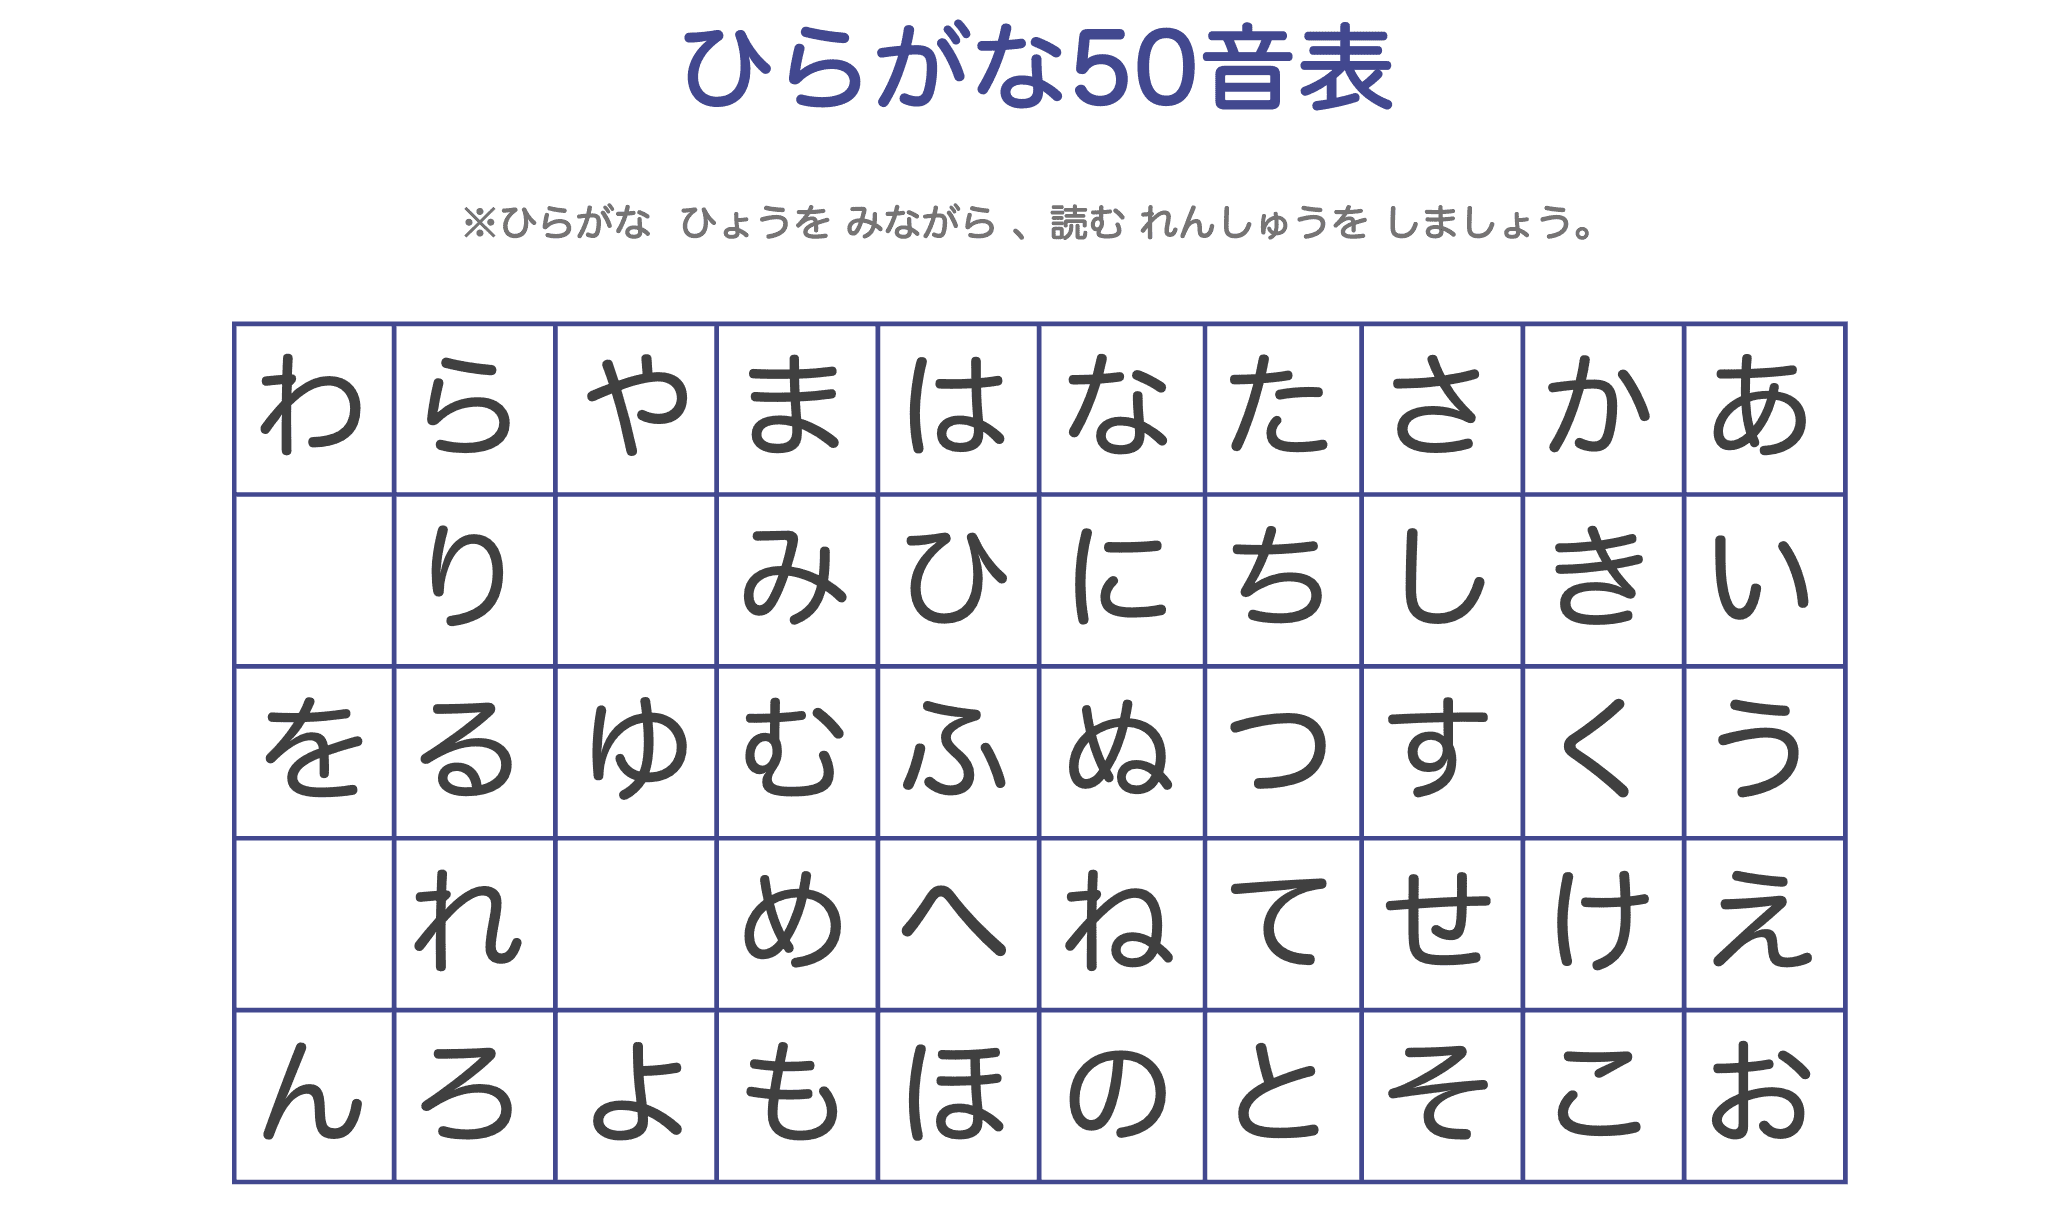 ひらがな50音表
※ひらがな ひょうを みながら 、読む れんしゅうを しましょう。
わ ら や ま は な た さ か あ
り み ひ に ち し き い
を る ゆ む ふ ぬ つ す く う
れ め へ ね て せ け え
ん ろ よ も ほ の と そ こ お